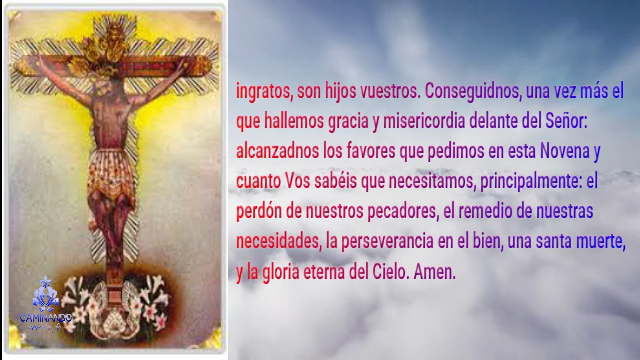 ingratos, son hijos vuestros. Conseguidnos, una vez más el
que hallemos gracia y misericordia delante del Señor:
alcanzadnos los favores que pedimos en esta Novena y
cuanto Vos sabéis que necesitamos, principalmente: el
perdón de nuestros pecadores, el remedio de nuestras
necesidades, la perseverancia en el bien, una santa muerte,
y la gloria eterna del Cielo. Amen.
CAMINANDO